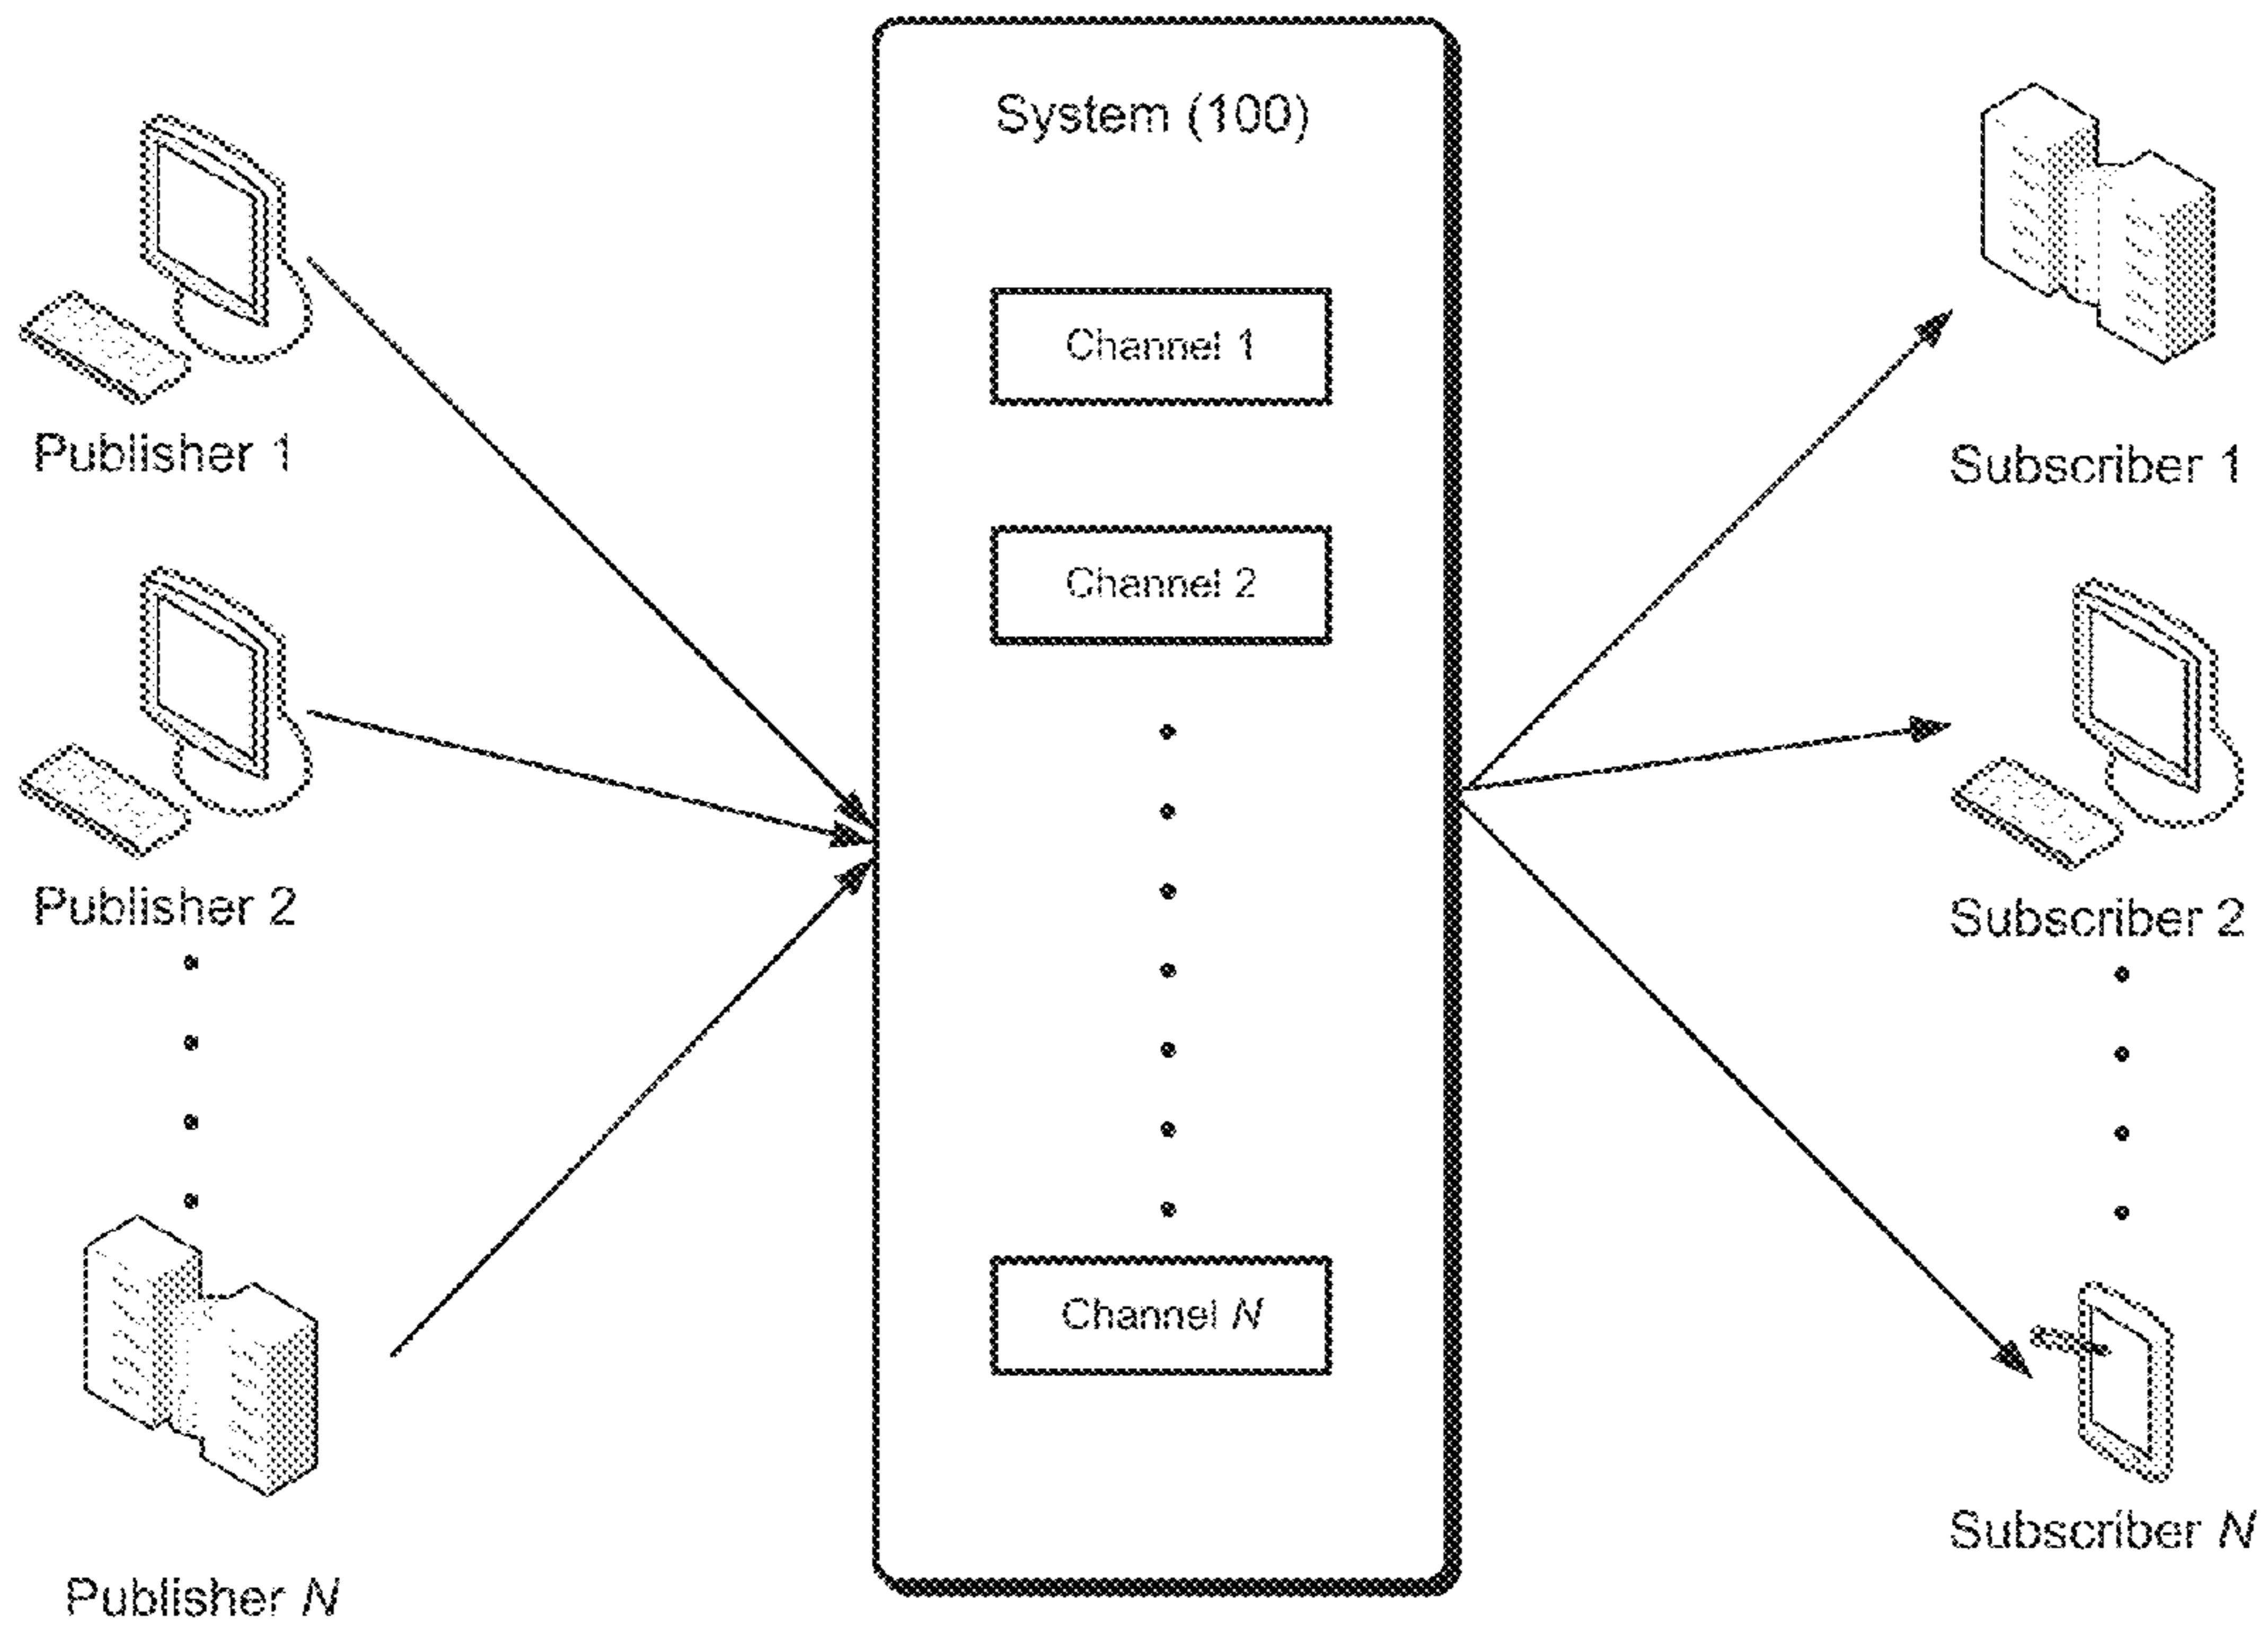 System (100)
Publisher 1
Channel 1
Subscriber 1
Publisher 2
Channel 2
Subscriber 2
Publisher N
Channel N
Subscriber N